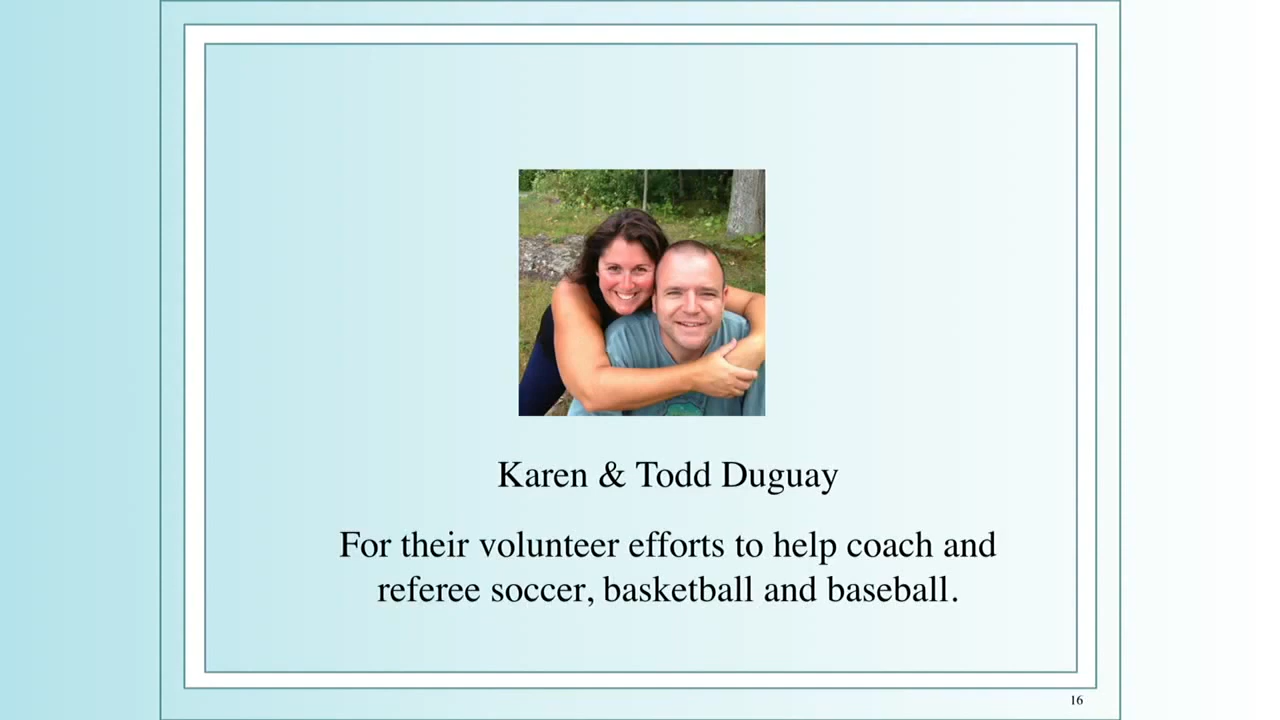 Karen & Todd Duguay
For their volunteer efforts to help coach and
referee soccer, basketball and baseball.
16